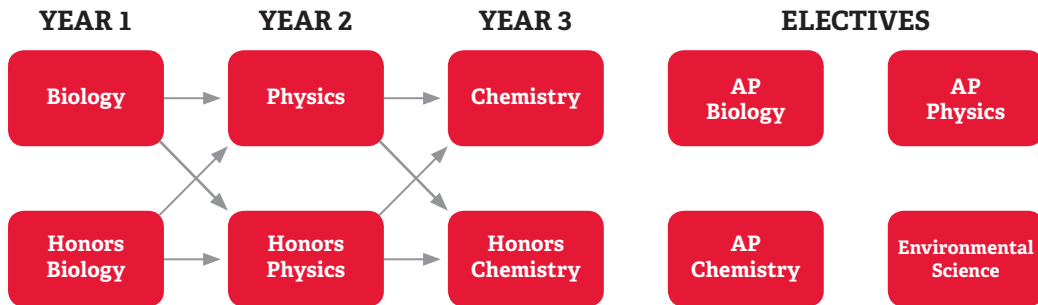 YEAR 1
YEAR 2
YEAR 3
ELECTIVES
Biology
Physics
Chemistry
AP
Biology
AP
Physics
Honors
Biology
Honors
Physics
Honors
Chemistry
AP
Chemistry
Environmental
Science